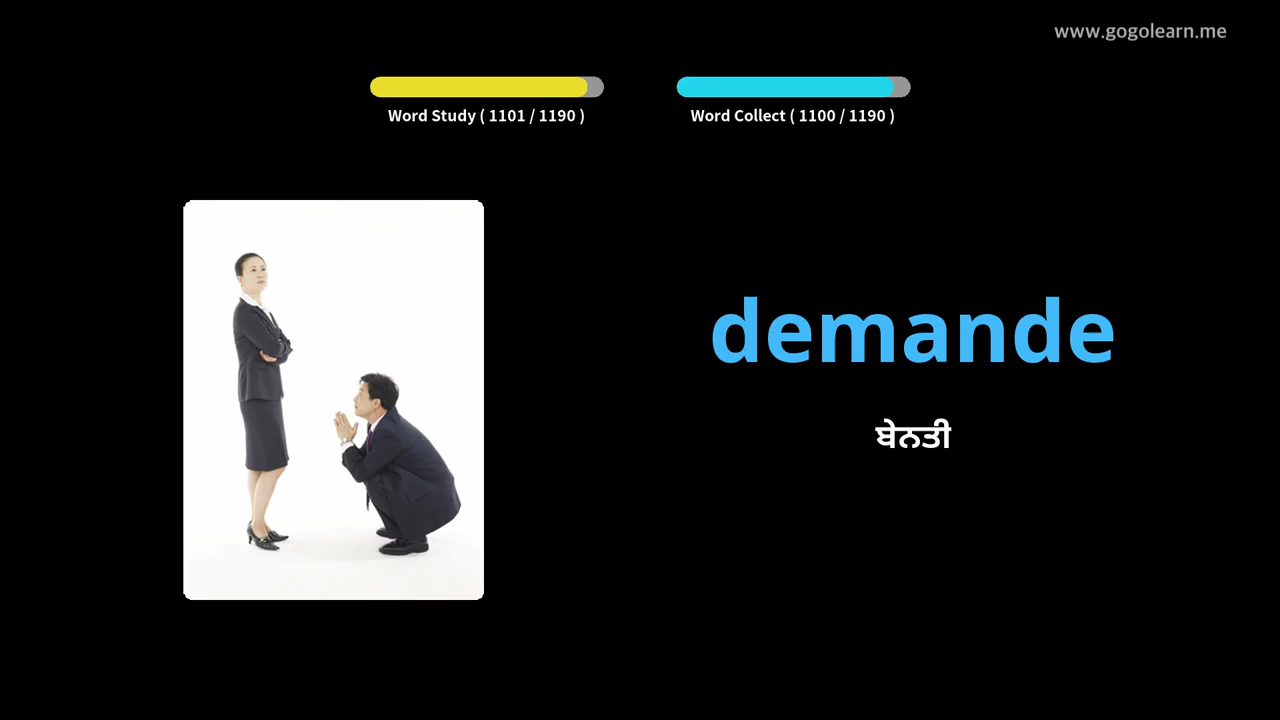 www.gogolearn.me
Word Study ( 1101 / 1190 )
Word Collect ( 1100 / 1190 )
demande
ਬੇਨਤੀ